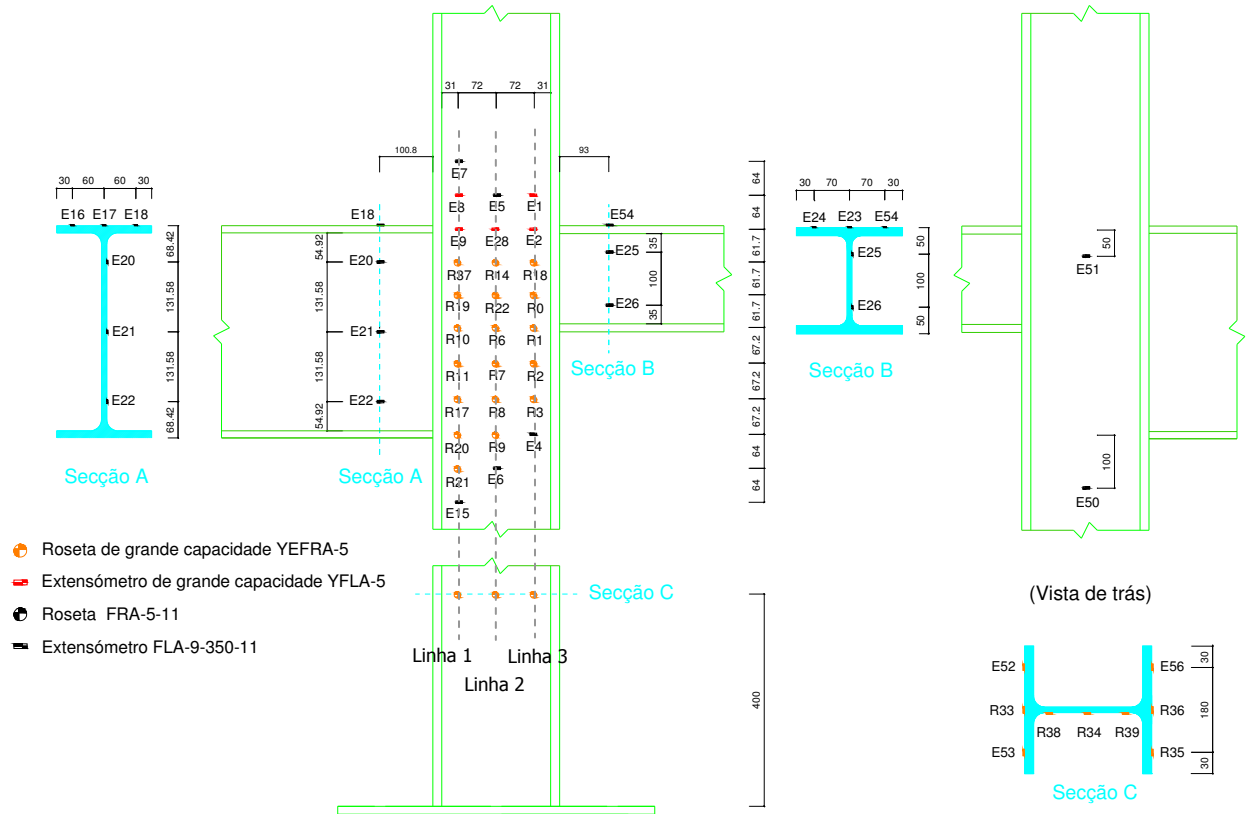 31 72 72 31
100.8
93
E7
E8 E5 E1
E9 E28 E2
R37 R14 R18
R19 R22 R0
R10 R6 R1
R11 R7 R2
R17 R8 R3
R20 R9 E4
R21 E6
E15
64
64
61.7
61.7
61.7
67.2
67.2
67.2
64
64
30 60 60 30
E16 E17 E18
E20
E21
E22
68.42
131.58
131.58
68.42
Secção A
E18
E20
E21
E22
54.92
131.58
131.58
54.92
Secção A
E54
E25
E26
35
100
35
Secção B
30 70 70 30
E24 E23 E54
E25
E26
50
100
50
Secção B
50
E51
100
E50
(Vista de trás)
Roseta de grande capacidade YEFRA-5
Extensómetro de grande capacidade YFLA-5
Roseta FRA-5-11
Extensómetro FLA-9-350-11
Secção C
Linha 1 Linha 3
Linha 2
400
E52 E56
R33 R36
R38 R34 R39
E53 R35
30
180
30
Secção C